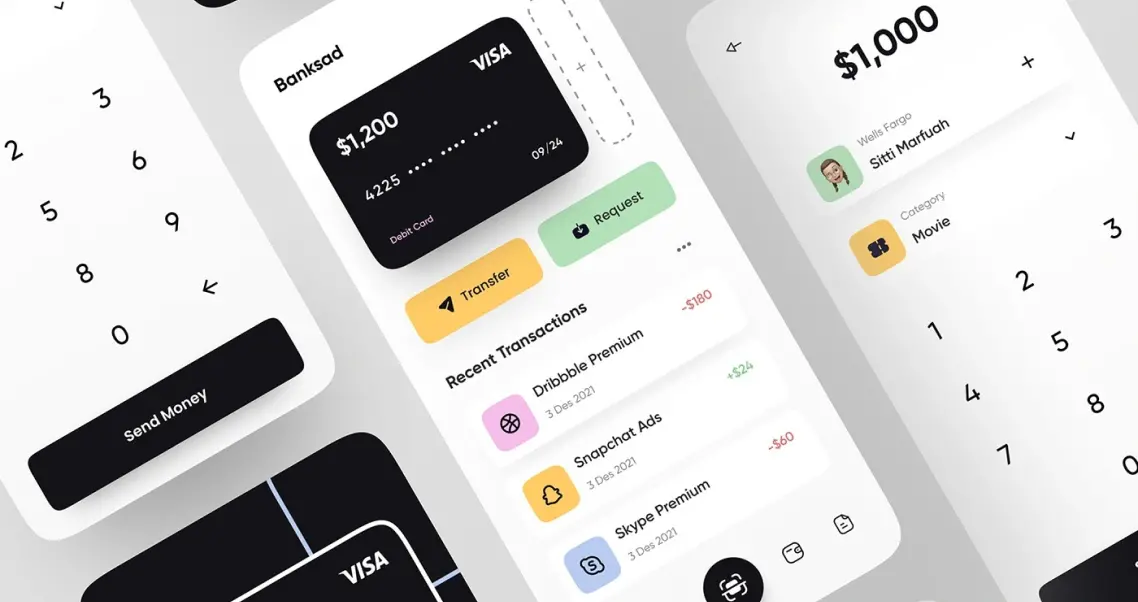 3
2
6
5
9
8
0
Send Money
VISA
Banksad
VISA
$1,200
4225 •••• •••• ••••
09/24
Debit Card
+
Transfer
Request
•••
Recent Transactions
Dribbble Premium
3 Des 2021
-$180
Snapchat Ads
3 Des 2021
+$24
Skype Premium
3 Des 2021
-$60
$1,000
Wells Fargo
Sitti Marfuah
+
Category
Movie
1
2
3
4
5
7
8
0